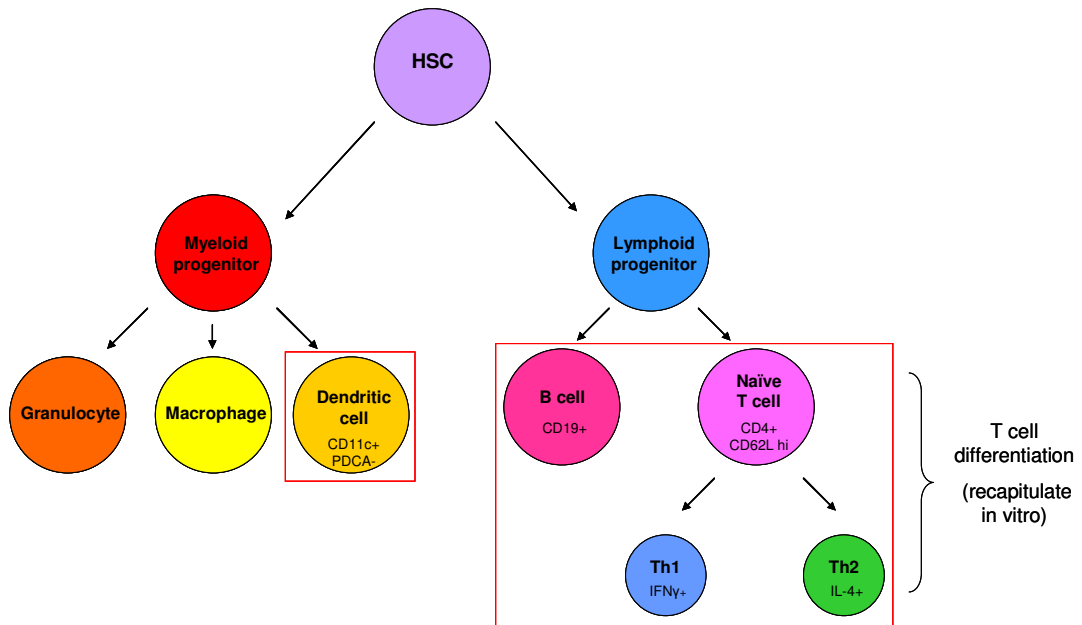 HSC
Myeloid
progenitor
Lymphoid
progenitor
Granulocyte
Macrophage
Dendritic
cell
CD11c+
PDCA-
B cell
CD19+
Naïve
T cell
CD4+
CD62L hi
T cell
differentiation
(recapitulate
in vitro)
Th1
IFNγ+
Th2
IL-4+